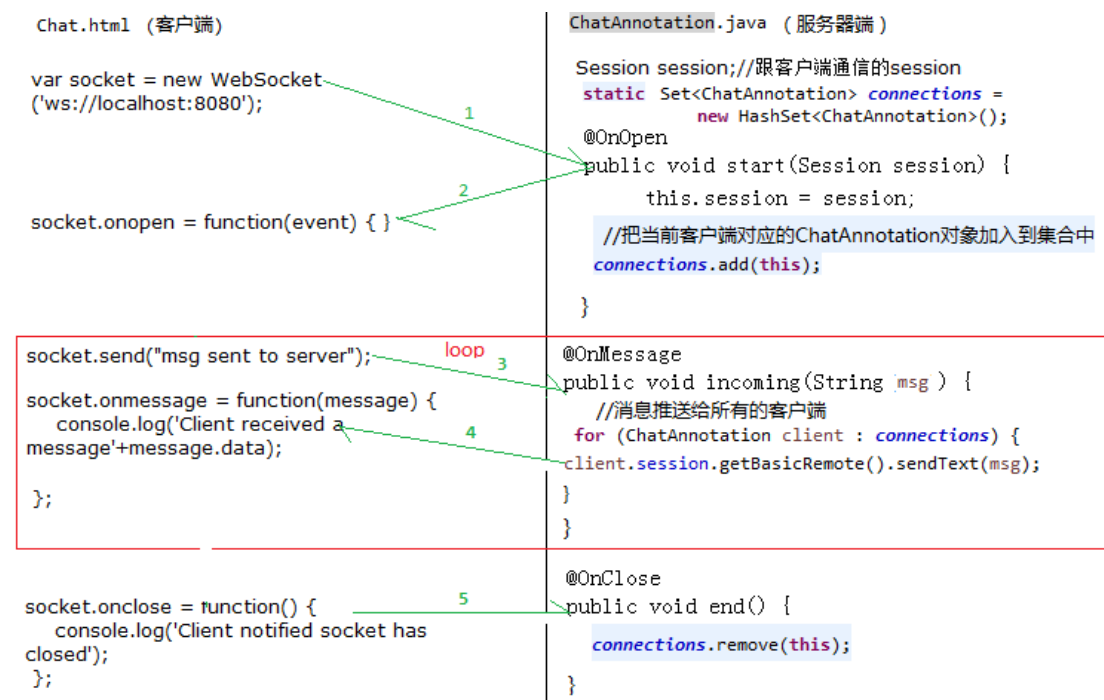 Chat.html (客户端)
var socket = new WebSocket
('ws://localhost:8080');
1
2
socket.onopen = function(event) { }
ChatAnnotation.java (服务器端)
Session session;//跟客户端通信的session
static Set<ChatAnnotation> connections =
new HashSet<ChatAnnotation>();
@OnOpen
public void start(Session session) {
this.session = session;
//把当前客户端对应的ChatAnnotation对象加入到集合中
connections.add(this);
}
socket.send("msg sent to server");
loop
3
socket.onmessage = function(message) {
console.log('Client received a
message'+message.data);
};
4
@OnMessage
public void incoming(String msg ) {
//消息推送给所有的客户端
for (ChatAnnotation client : connections) {
client.session.getBasicRemote().sendText(msg);
}
}
socket.onclose = function() {
console.log('Client notified socket has
closed');
};
5
@OnClose
public void end() {
connections.remove(this);
}